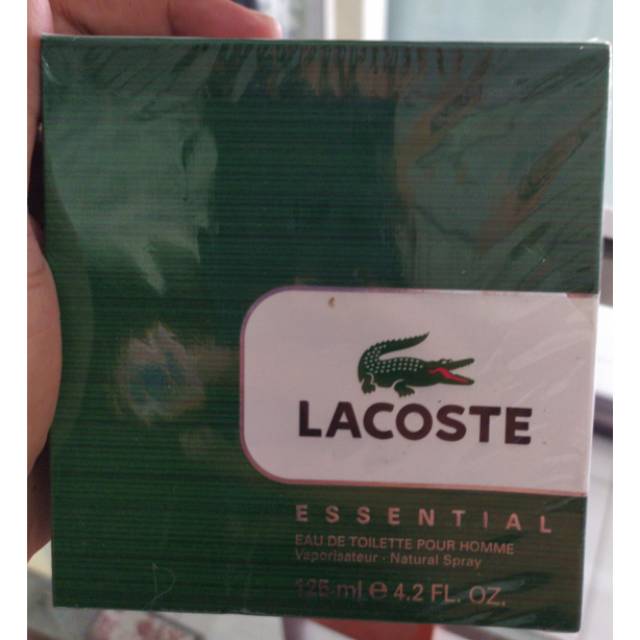 LACOSTE
ESSENTIAL
EAU DE TOILETTE POUR HOMME
Vaporisateur - Natural Spray
125 ml e 4.2 FL. OZ.